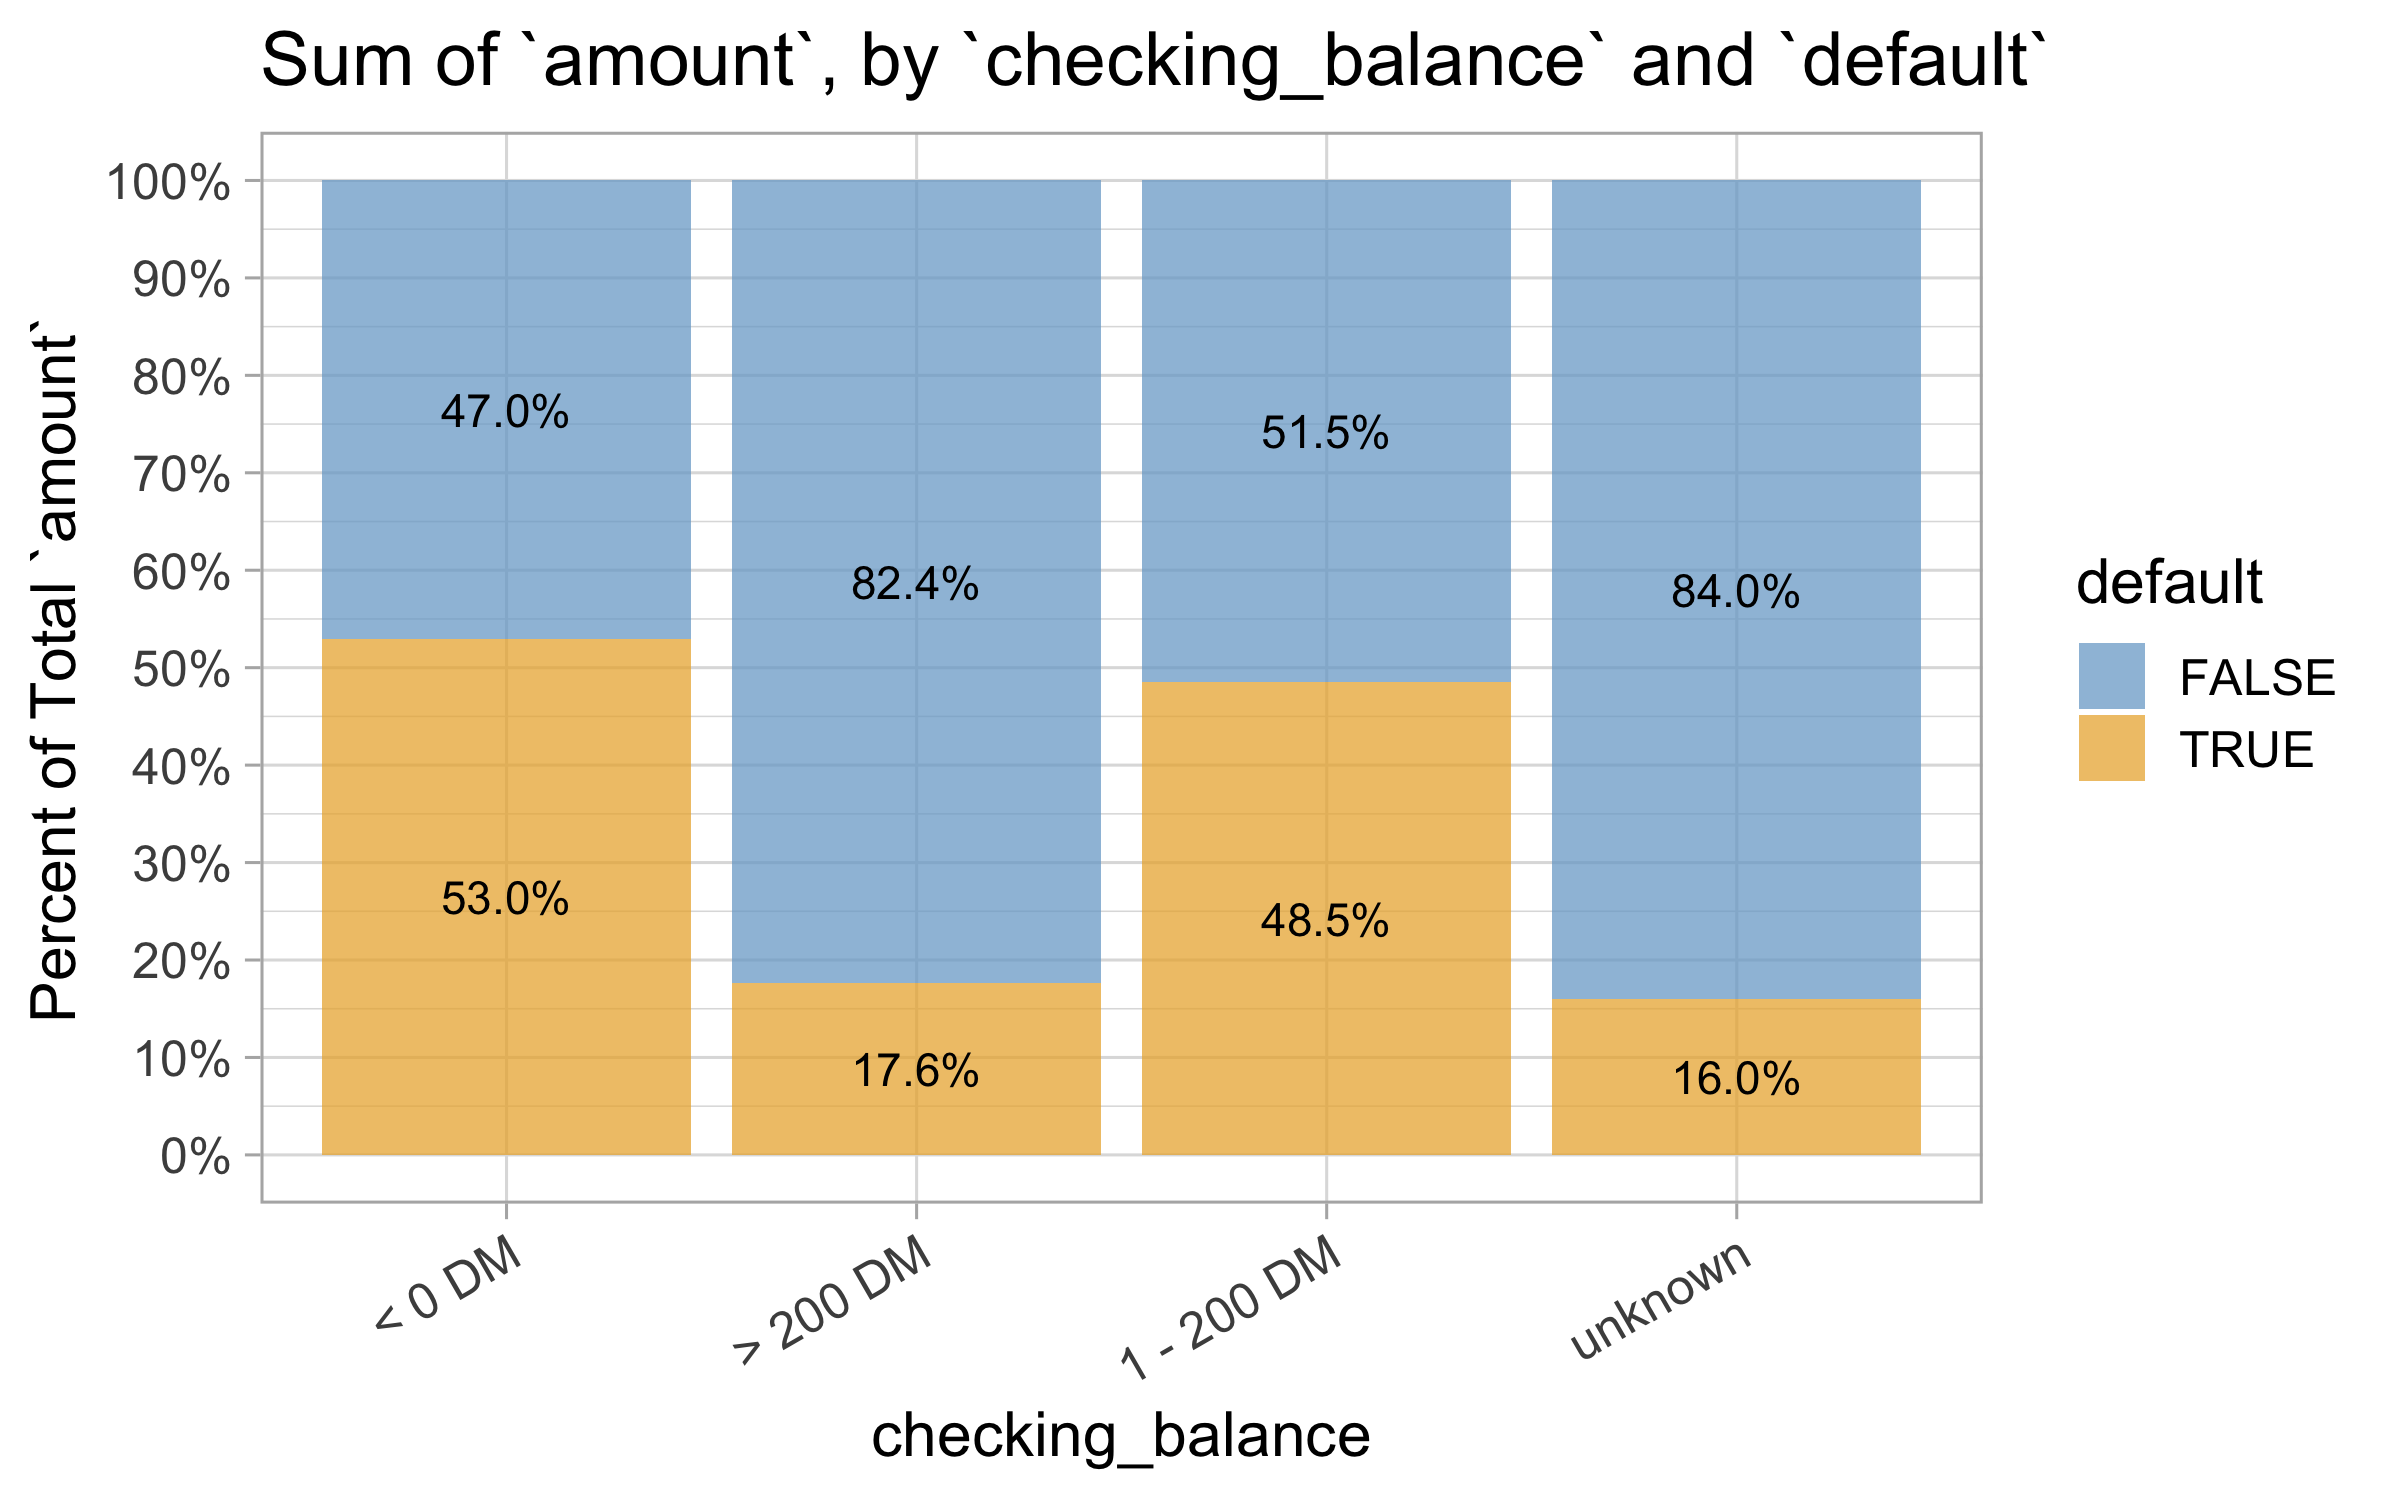 Sum of `amount`, by `checking_balance` and `default`
Percent of Total `amount`
100%
90%
80%
70%
60%
50%
40%
30%
20%
10%
0%
47.0%
82.4%
51.5%
84.0%
53.0%
17.6%
48.5%
16.0%
< 0 DM
> 200 DM
1 - 200 DM
unknown
checking_balance
default
FALSE
TRUE